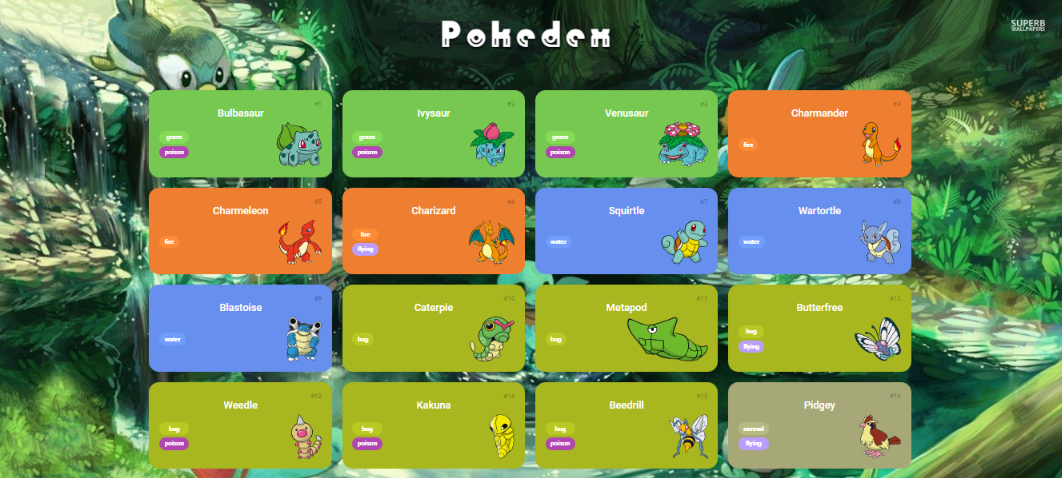 Pokedex
SUPERB
WALLPAPERS
#1
Bulbasaur
grass
poison
#2
Ivysaur
grass
poison
#3
Venusaur
grass
poison
#4
Charmander
fire
#5
Charmeleon
fire
#6
Charizard
fire
flying
#7
Squirtle
water
#8
Wartortle
water
#9
Blastoise
water
#10
Caterpie
bug
#11
Metapod
bug
#12
Butterfree
bug
flying
#13
Weedle
bug
poison
#14
Kakuna
bug
poison
#15
Beedrill
bug
poison
#16
Pidgey
normal
flying